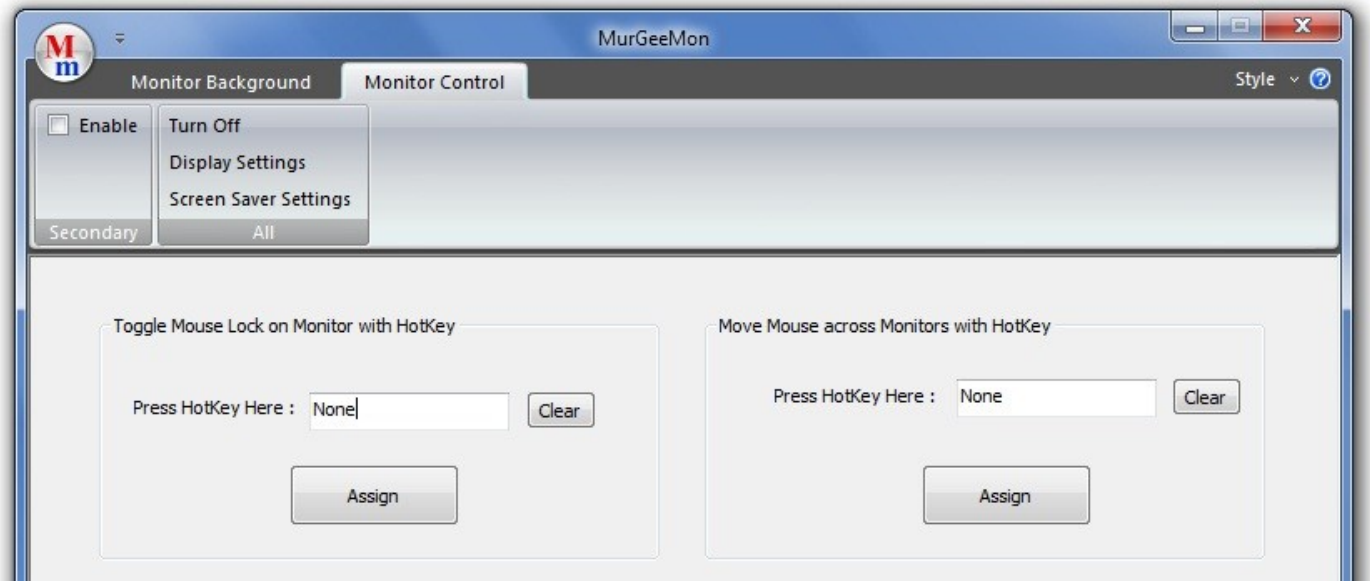 MurGeeMon
M
m
Monitor Background Monitor Control Style
Enable
Turn Off
Display Settings
Screen Saver Settings
Secondary
All
Toggle Mouse Lock on Monitor with HotKey
Press HotKey Here : None Clear
Assign
Move Mouse across Monitors with HotKey
Press HotKey Here : None Clear
Assign